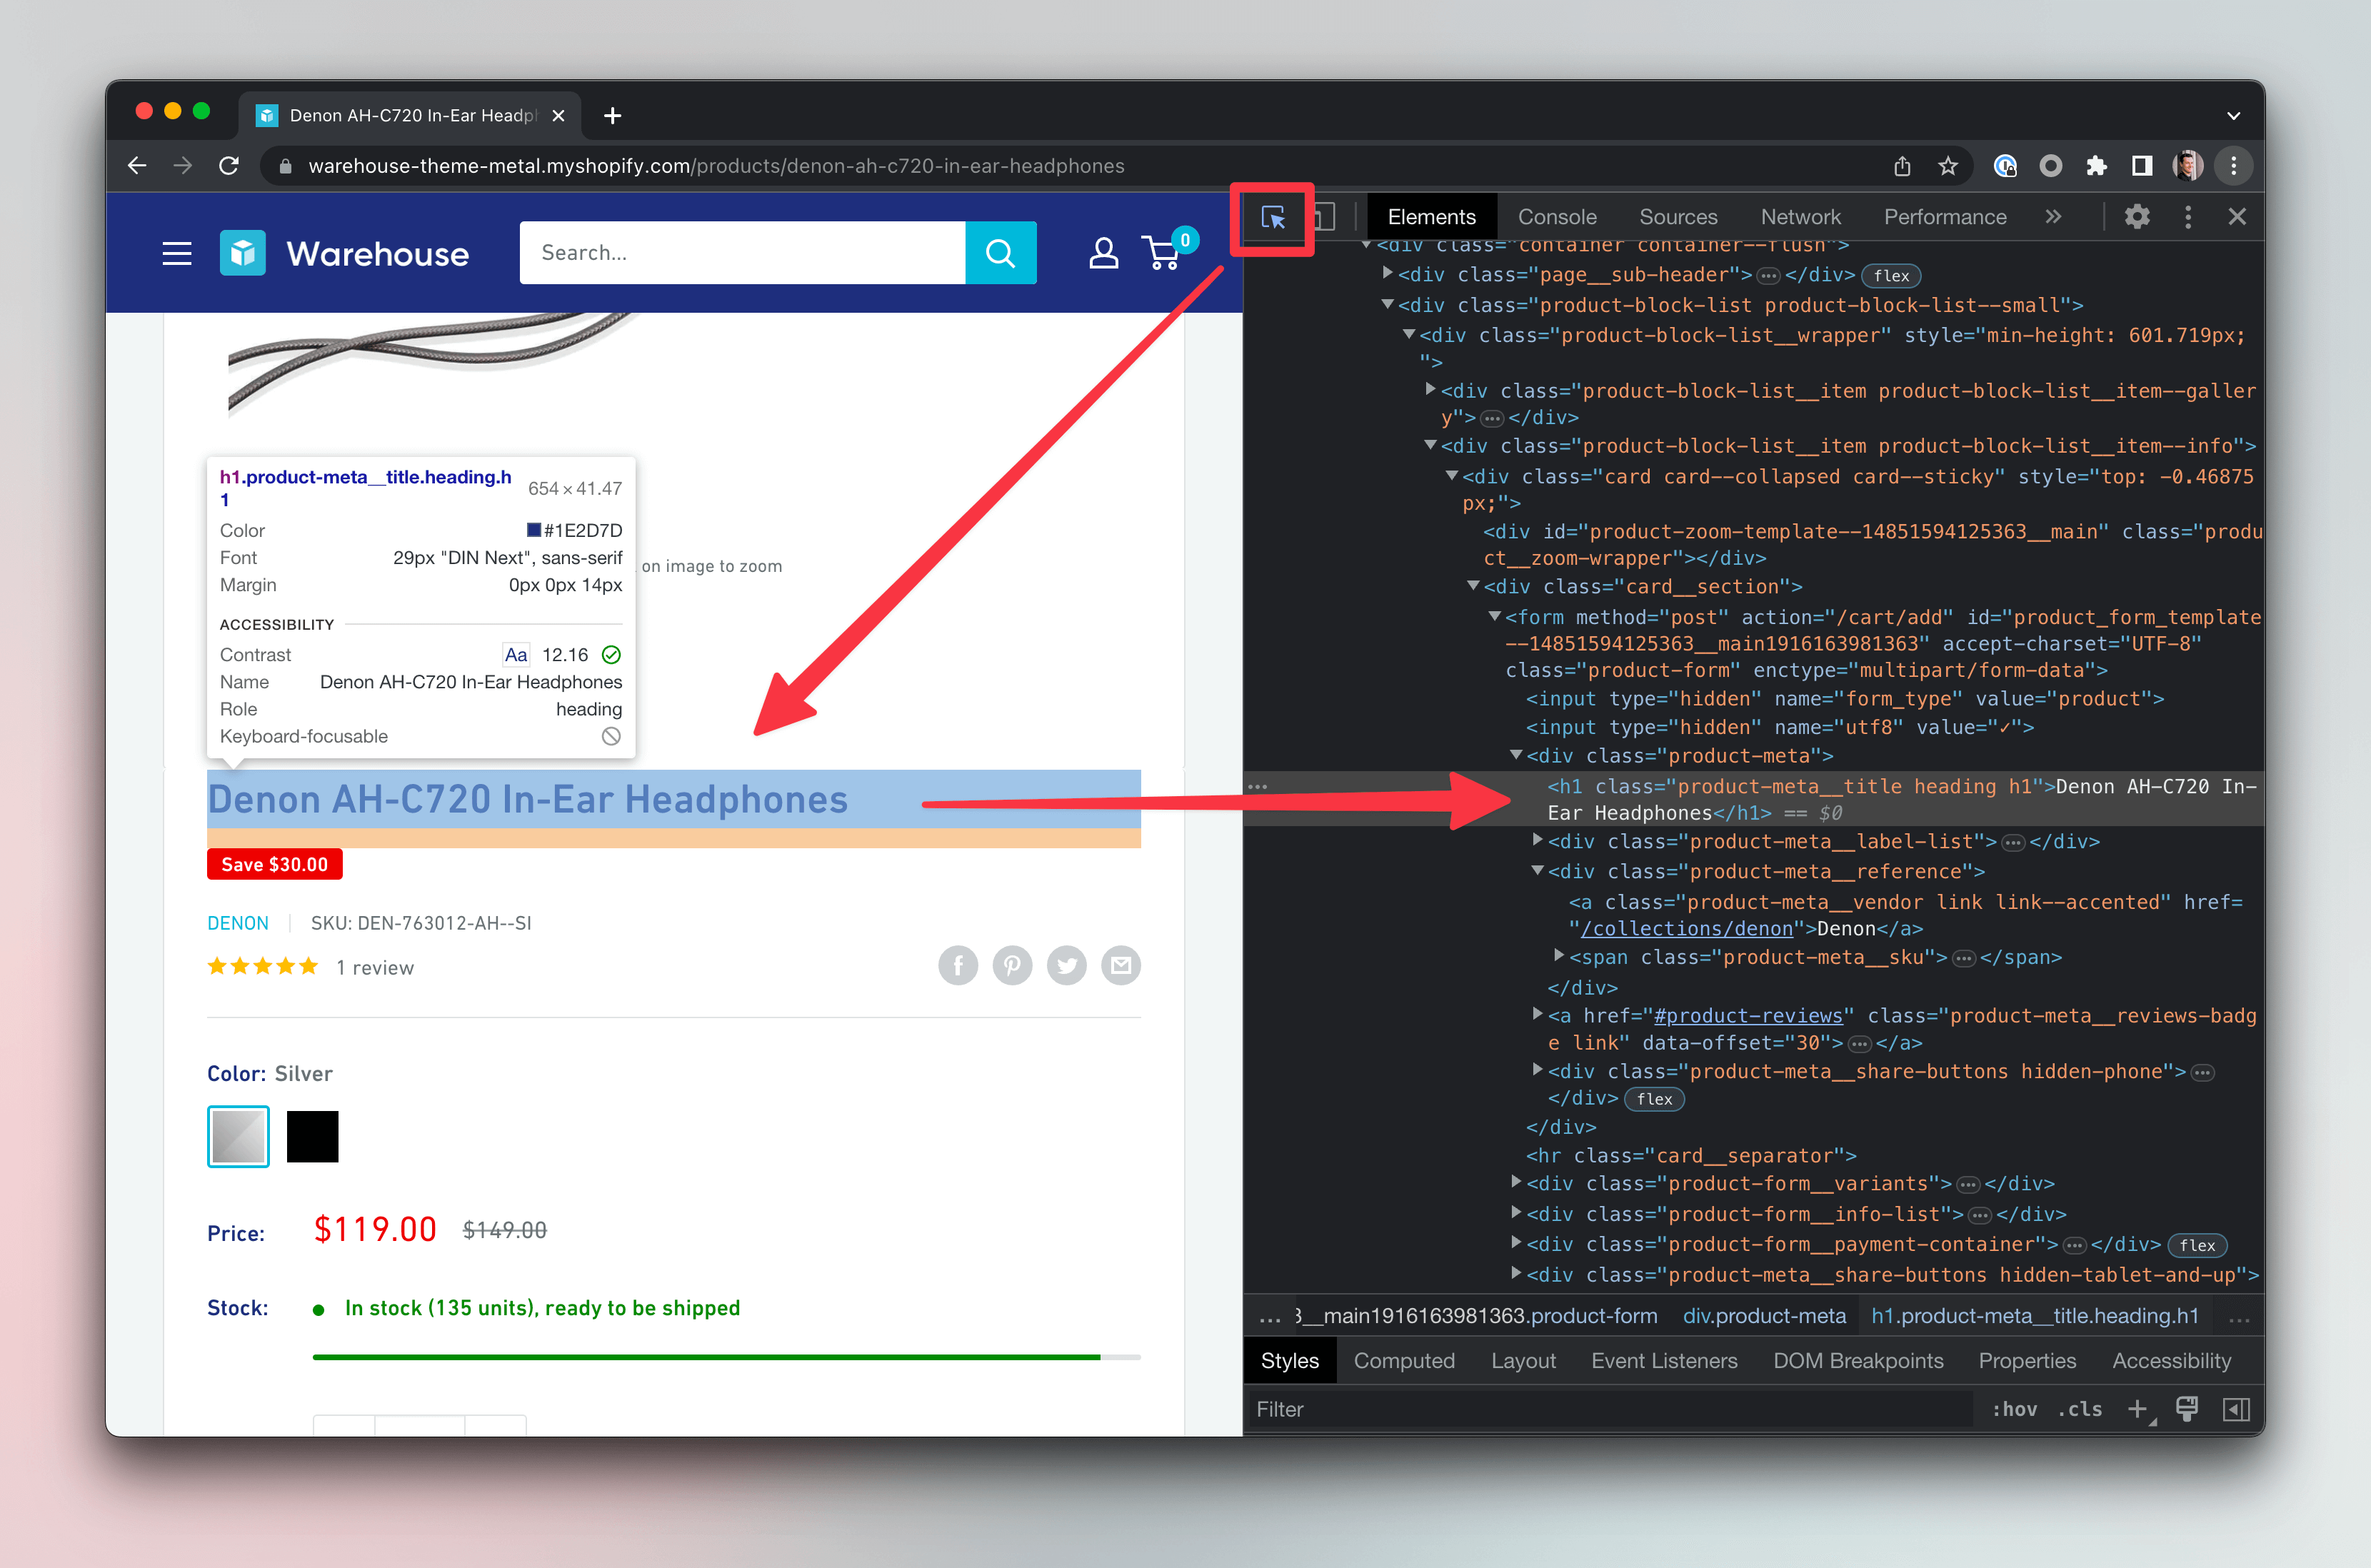 Denon AH-C720 In-Ear Headp
warehouse-theme-metal.myshopify.com/products/denon-ah-c720-in-ear-headphones
Warehouse
Search...
0
on image to zoom
h1.product-meta__title.heading.h
1
654 × 41.47
Color #1E2D7D
Font 29px "DIN Next", sans-serif
Margin 0px 0px 14px
ACCESSIBILITY
Contrast Aa 12.16
Name Denon AH-C720 In-Ear Headphones
Role heading
Keyboard-focusable
Denon AH-C720 In-Ear Headphones
Save $30.00
DENON SKU: DEN-763012-AH--SI
1 review
Color: Silver
Price: $119.00 $149.00
Stock: In stock (135 units), ready to be shipped
Elements Console Sources Network Performance »
<div class="container container--flush">
<div class="page__sub-header">…</div> flex
<div class="product-block-list product-block-list--small">
<div class="product-block-list__wrapper" style="min-height: 601.719px;
">
<div class="product-block-list__item product-block-list__item--galler
y">…</div>
<div class="product-block-list__item product-block-list__item--info">
<div class="card card--collapsed card--sticky" style="top: -0.46875
px;">
<div id="product-zoom-template--14851594125363__main" class="produ
ct__zoom-wrapper"></div>
<div class="card__section">
<form method="post" action="/cart/add" id="product_form_template
--14851594125363__main1916163981363" accept-charset="UTF-8"
class="product-form" enctype="multipart/form-data">
<input type="hidden" name="form_type" value="product">
<input type="hidden" name="utf8" value="✓">
<div class="product-meta">
<h1 class="product-meta__title heading h1">Denon AH-C720 In-
Ear Headphones</h1> == $0
<div class="product-meta__label-list">…</div>
<div class="product-meta__reference">
<a class="product-meta__vendor link link--accented" href=
"/collections/denon">Denon</a>
<span class="product-meta__sku">…</span>
</div>
<a href="#product-reviews" class="product-meta__reviews-badg
e link" data-offset="30">…</a>
<div class="product-meta__share-buttons hidden-phone">…
</div> flex
</div>
<hr class="card__separator">
<div class="product-form__variants">…</div>
<div class="product-form__info-list">…</div>
<div class="product-form__payment-container">…</div> flex
<div class="product-meta__share-buttons hidden-tablet-and-up">
… 3__main1916163981363.product-form div.product-meta h1.product-meta__title.heading.h1 …
Styles Computed Layout Event Listeners DOM Breakpoints Properties Accessibility
Filter :hov .cls